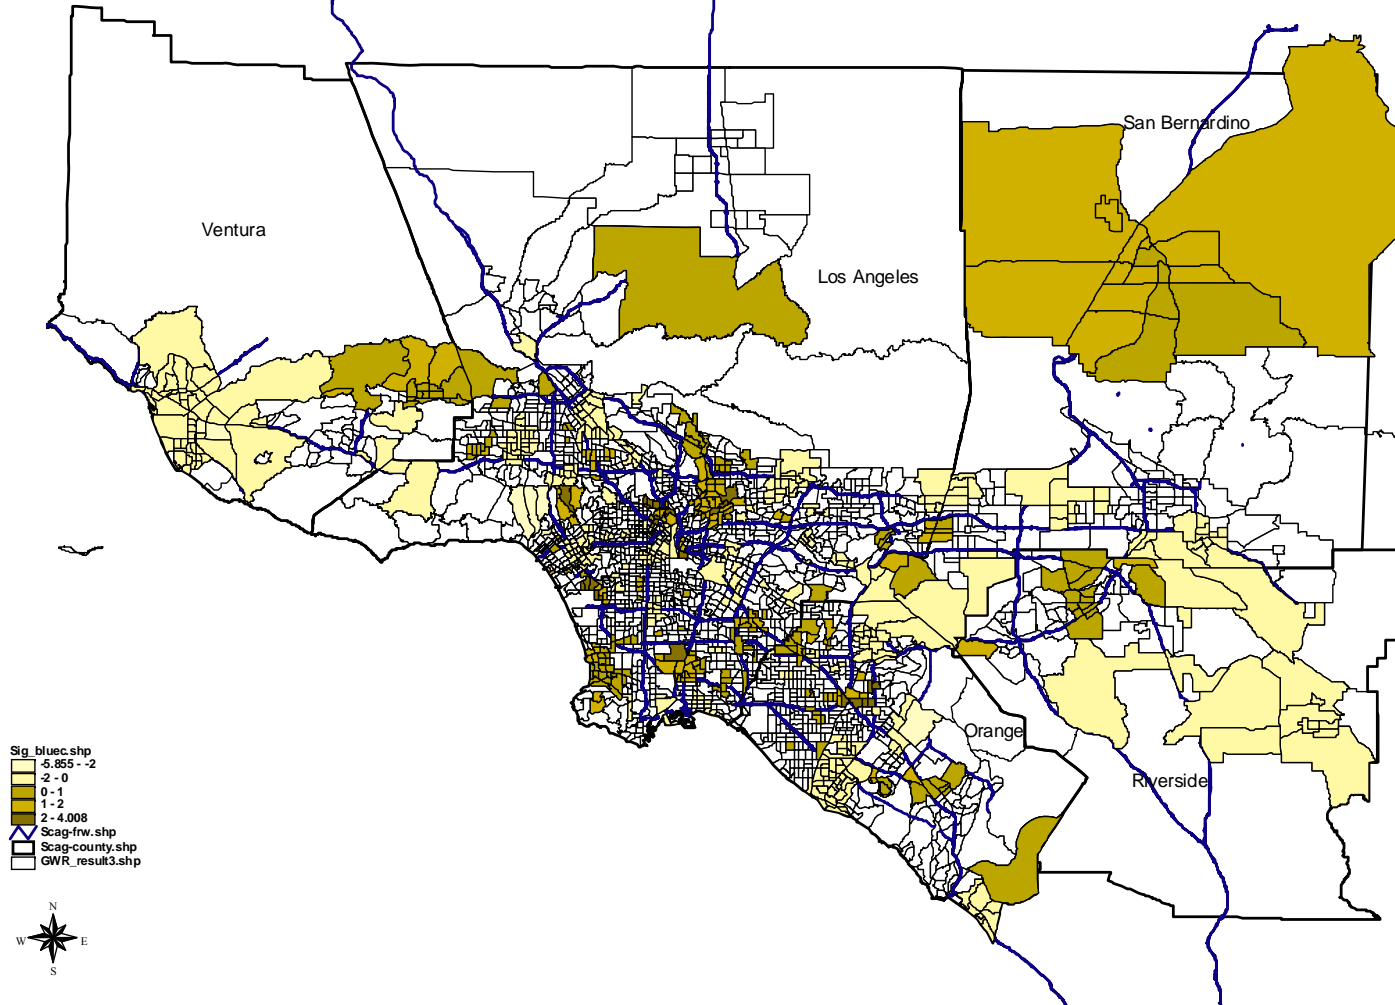 San Bernardino
Ventura
Los Angeles
Orange
Riverside
Sig_bluec.shp
-5.855 - -2
-2 - 0
0 - 1
1 - 2
2 - 4.008
Scag-frw.shp
Scag-county.shp
GWR_result3.shp
N
W E
S